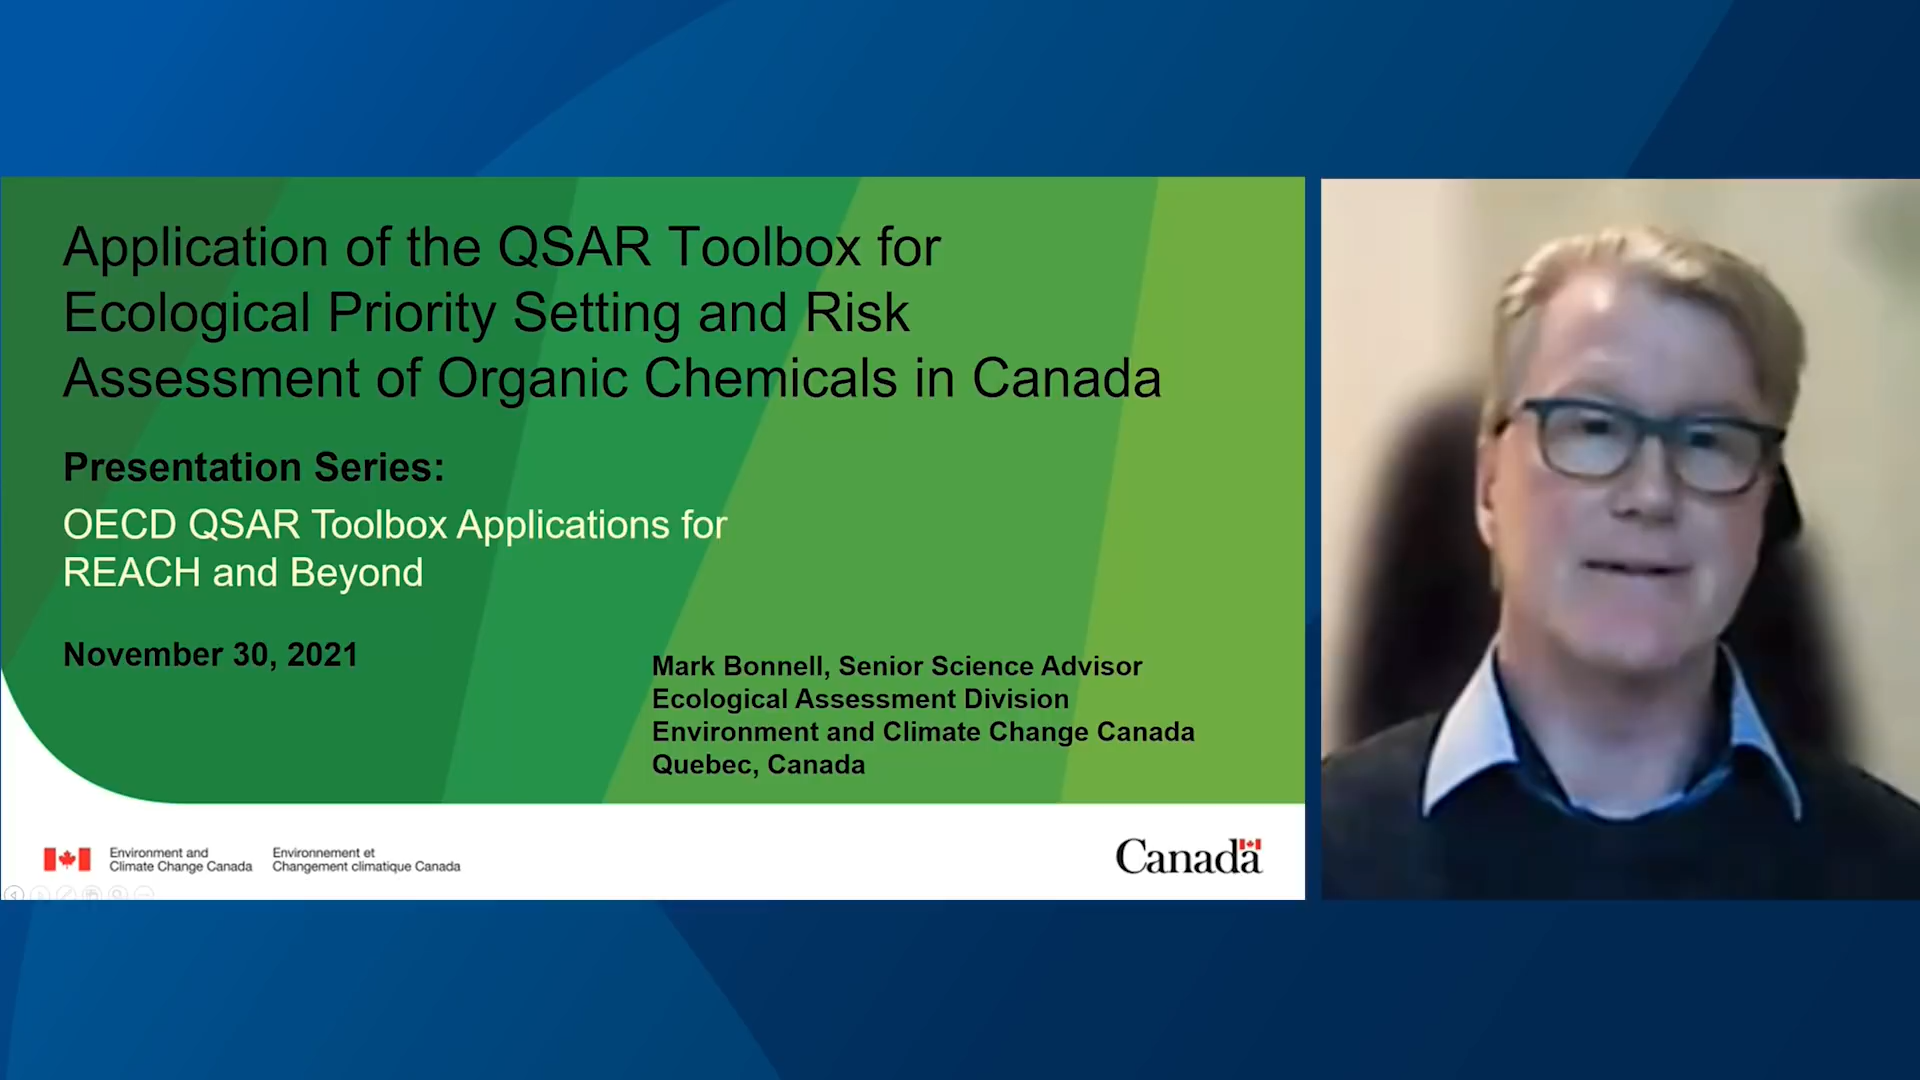 Application of the QSAR Toolbox for
Ecological Priority Setting and Risk
Assessment of Organic Chemicals in Canada
Presentation Series:
OECD QSAR Toolbox Applications for
REACH and Beyond
November 30, 2021
Mark Bonnell, Senior Science Advisor
Ecological Assessment Division
Environment and Climate Change Canada
Quebec, Canada
Environment and
Climate Change Canada
Environnement et
Changement climatique Canada
Canada